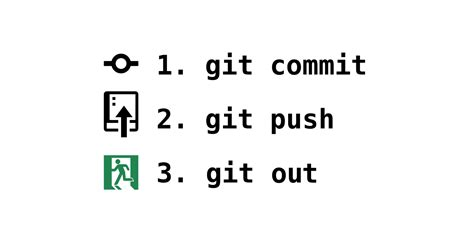 1. git commit
2. git push
3. git out